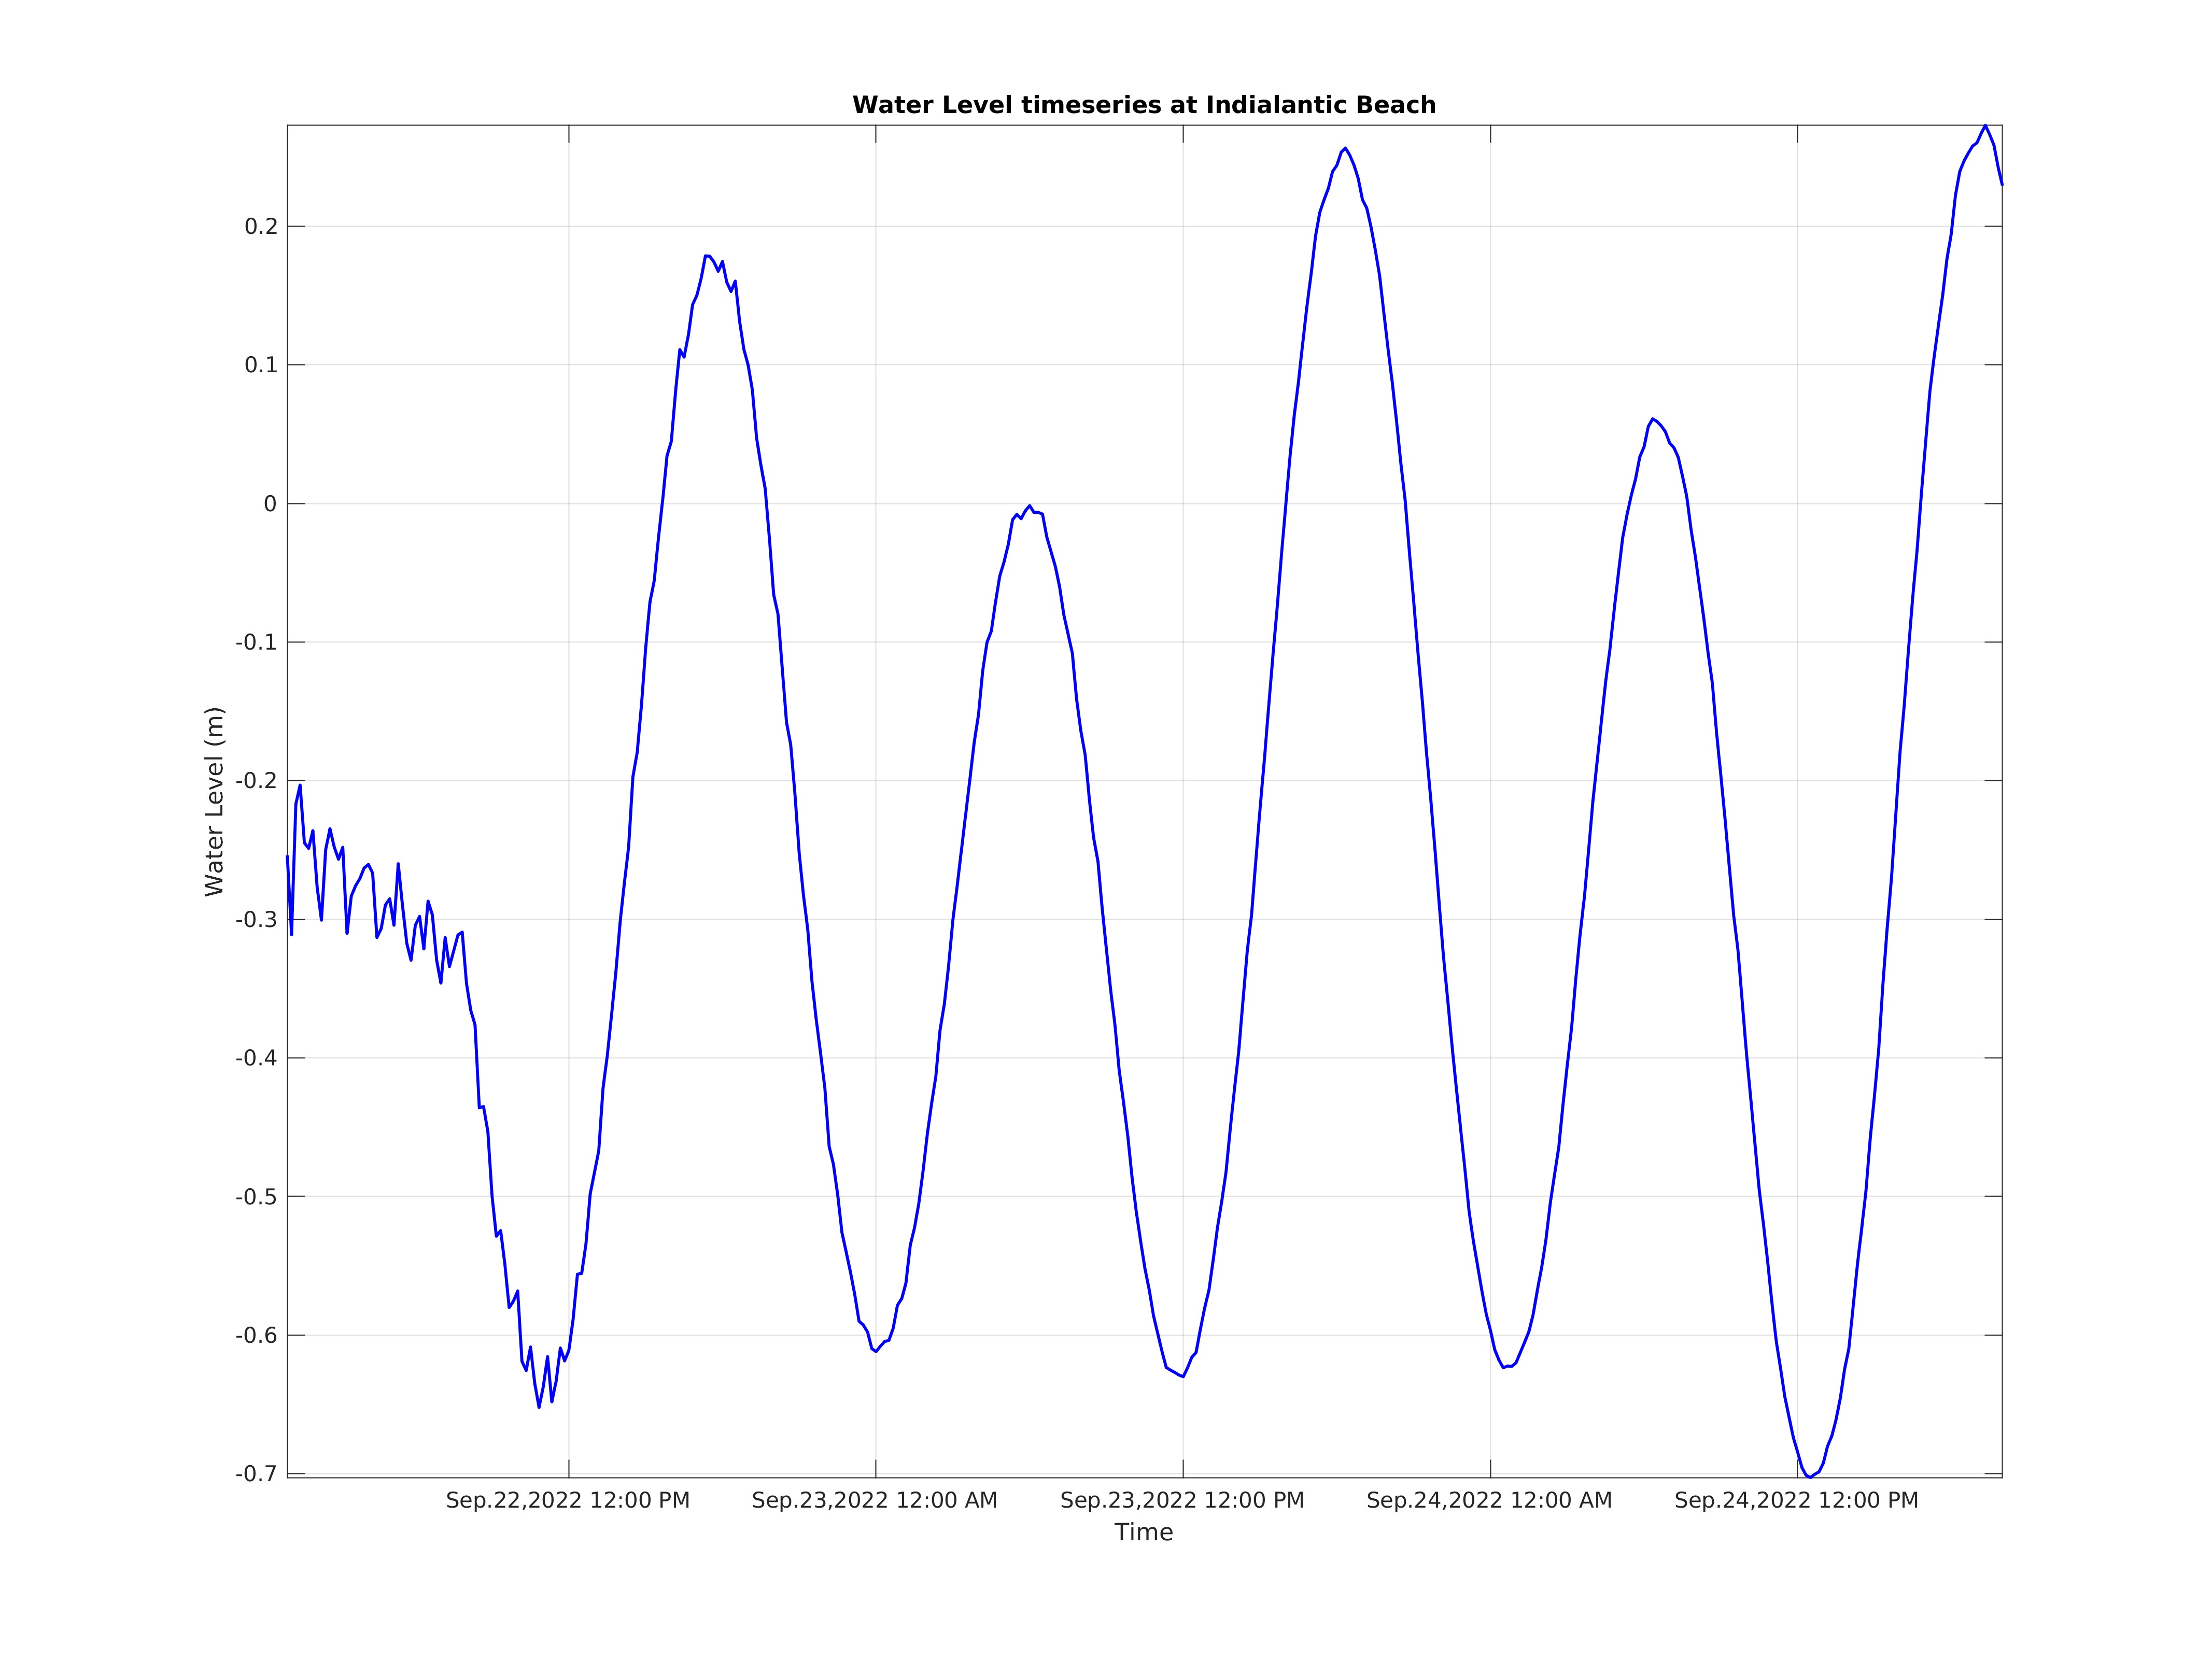 Water Level timeseries at Indialantic Beach
0.2
0.1
0
-0.1
-0.2
-0.3
-0.4
-0.5
-0.6
-0.7
Water Level (m)
Sep.22,2022 12:00 PM
Sep.23,2022 12:00 AM
Sep.23,2022 12:00 PM
Sep.24,2022 12:00 AM
Sep.24,2022 12:00 PM
Time